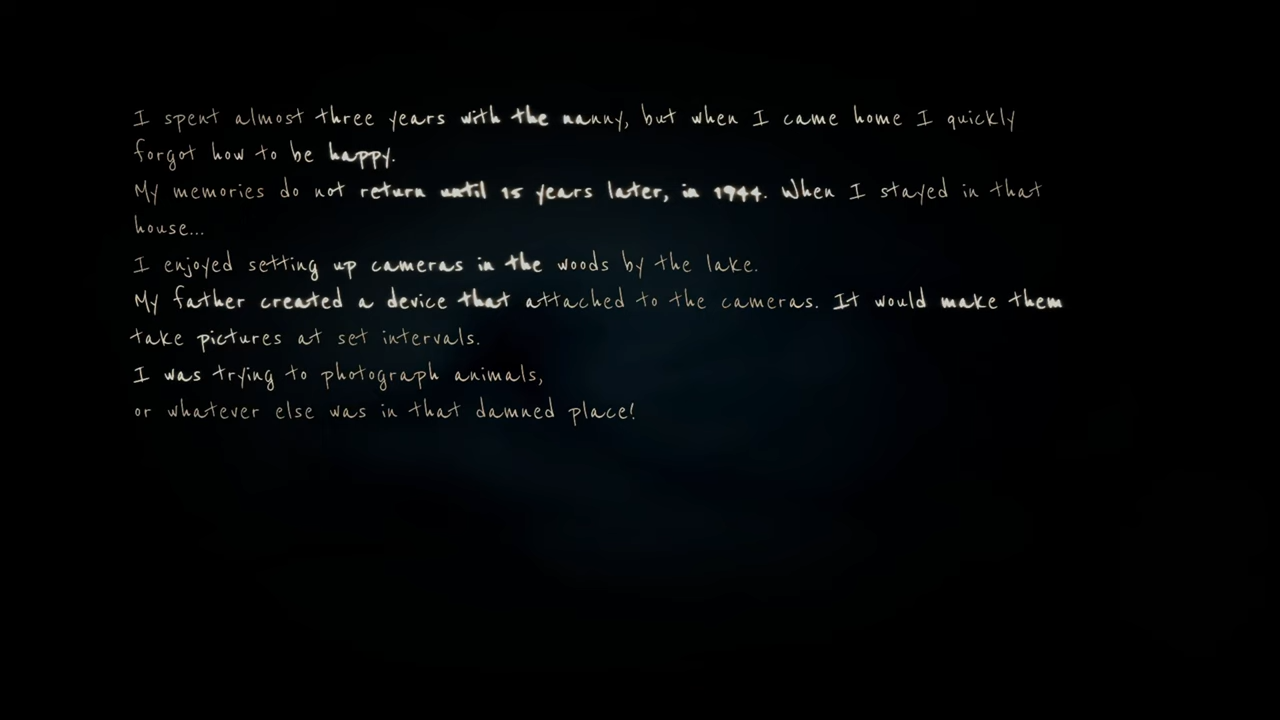 I spent almost three years with the nanny, but when I came home I quickly
forgot how to be happy.
My memories do not return until 15 years later, in 1944. When I stayed in that
house...
I enjoyed setting up cameras in the woods by the lake.
My father created a device that attached to the cameras. It would make them
take pictures at set intervals.
I was trying to photograph animals,
or whatever else was in that damned place!